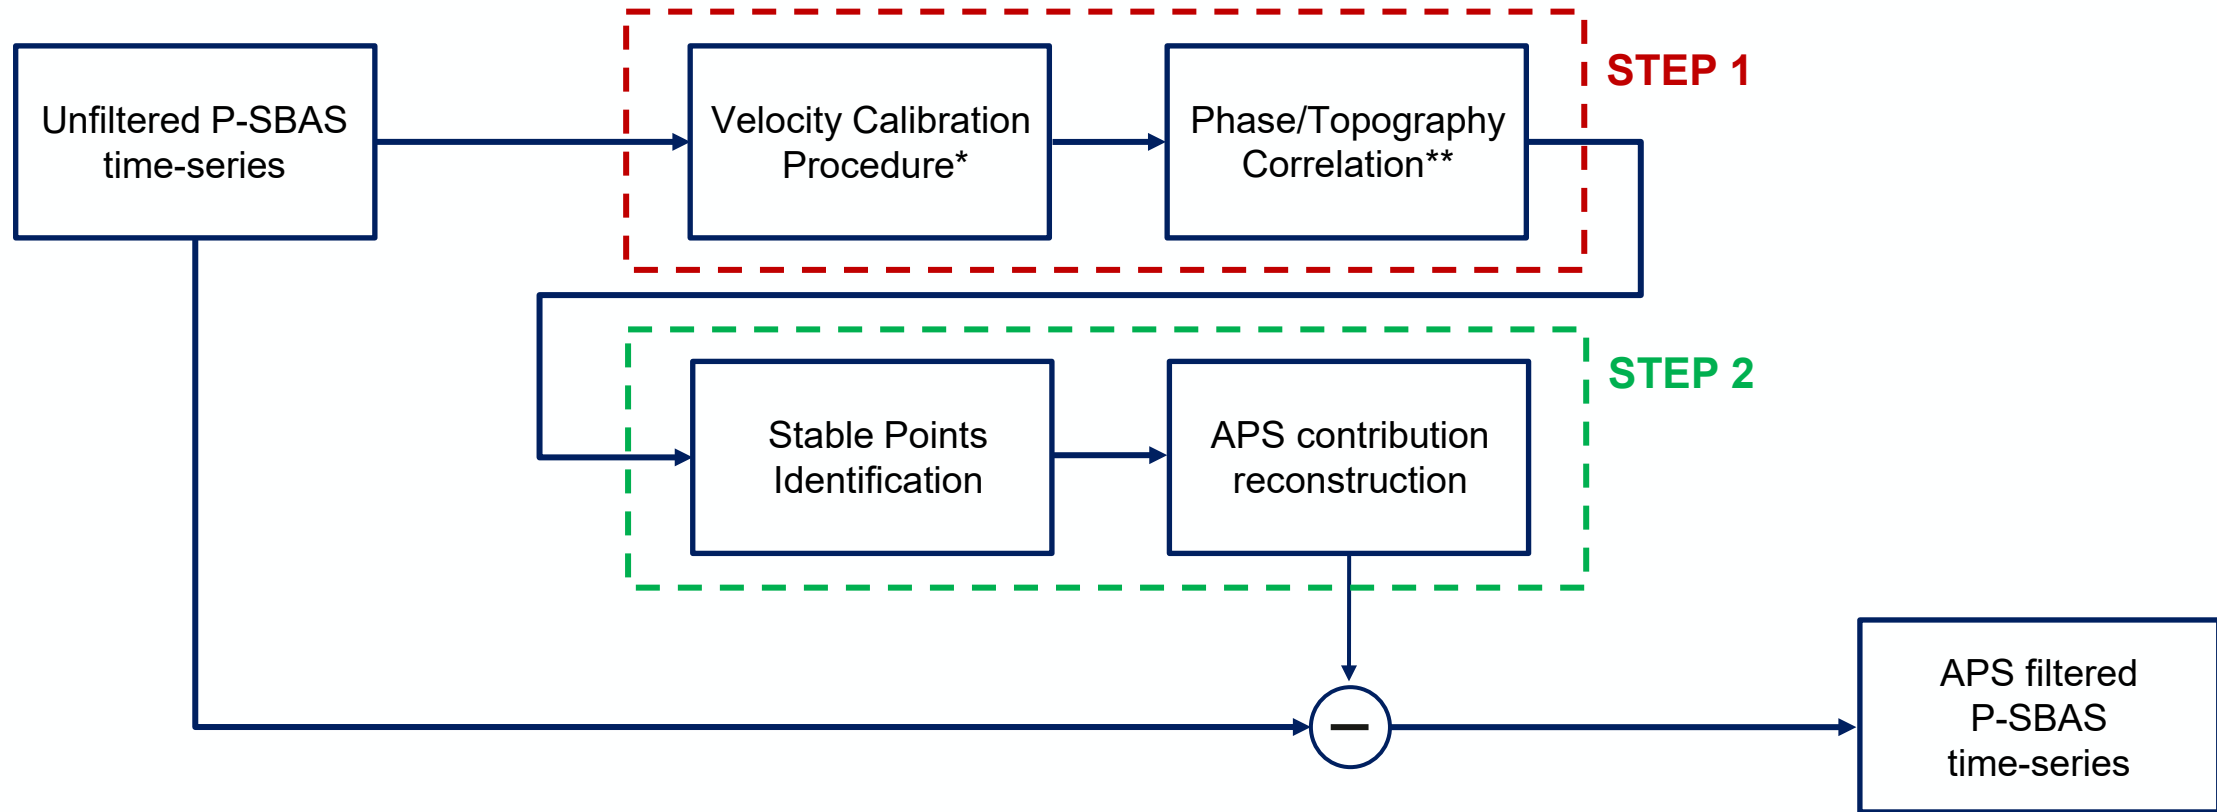 Unfiltered P-SBAS
time-series
Velocity Calibration
Procedure*
Phase/Topography
Correlation**
STEP 1
Stable Points
Identification
APS contribution
reconstruction
STEP 2
−
APS filtered
P-SBAS
time-series